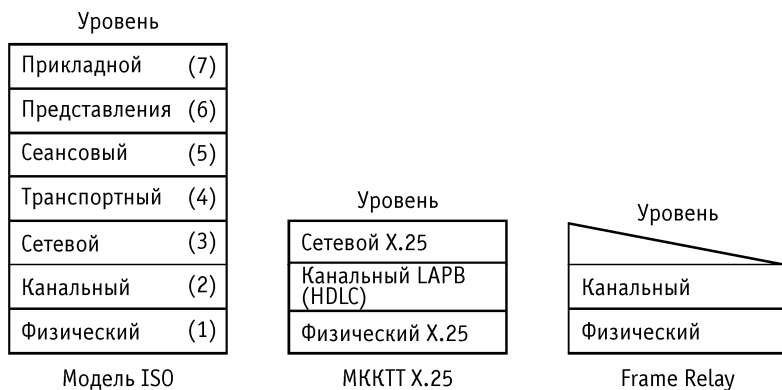 Уровень
Прикладной (7)
Представления (6)
Сеансовый (5)
Транспортный (4)
Сетевой (3)
Канальный (2)
Физический (1)
Модель ISO
Уровень
Сетевой X.25
Канальный LAPB
(HDLC)
Физический X.25
МККТТ X.25
Уровень
Канальный
Физический
Frame Relay